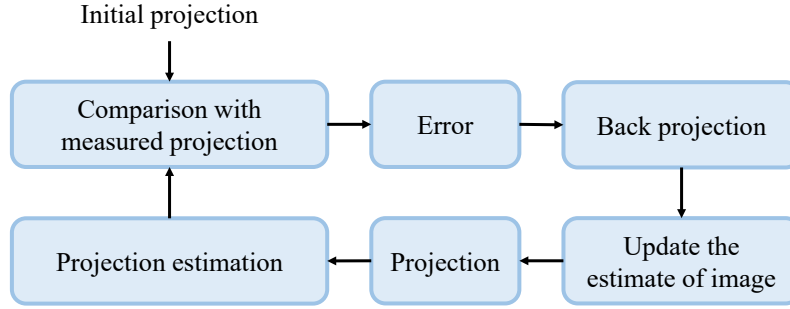 Initial projection
Comparison with
measured projection
Error
Back projection
Projection estimation
Projection
Update the
estimate of image